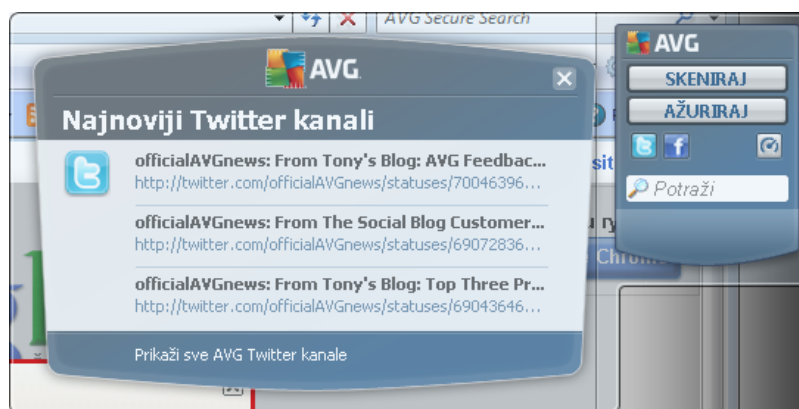 AVG Secure Search
AVG
SKENIRAJ
AŽURIRAJ
Potraži
AVG
Najnoviji Twitter kanali
officialAVGnews: From Tony's Blog: AVG Feedbac...
http://twitter.com/officialAVGnews/statuses/70046396...
officialAVGnews: From The Social Blog Customer...
http://twitter.com/officialAVGnews/statuses/69072836...
officialAVGnews: From Tony's Blog: Top Three Pr...
http://twitter.com/officialAVGnews/statuses/69043646...
Prikaži sve AVG Twitter kanale